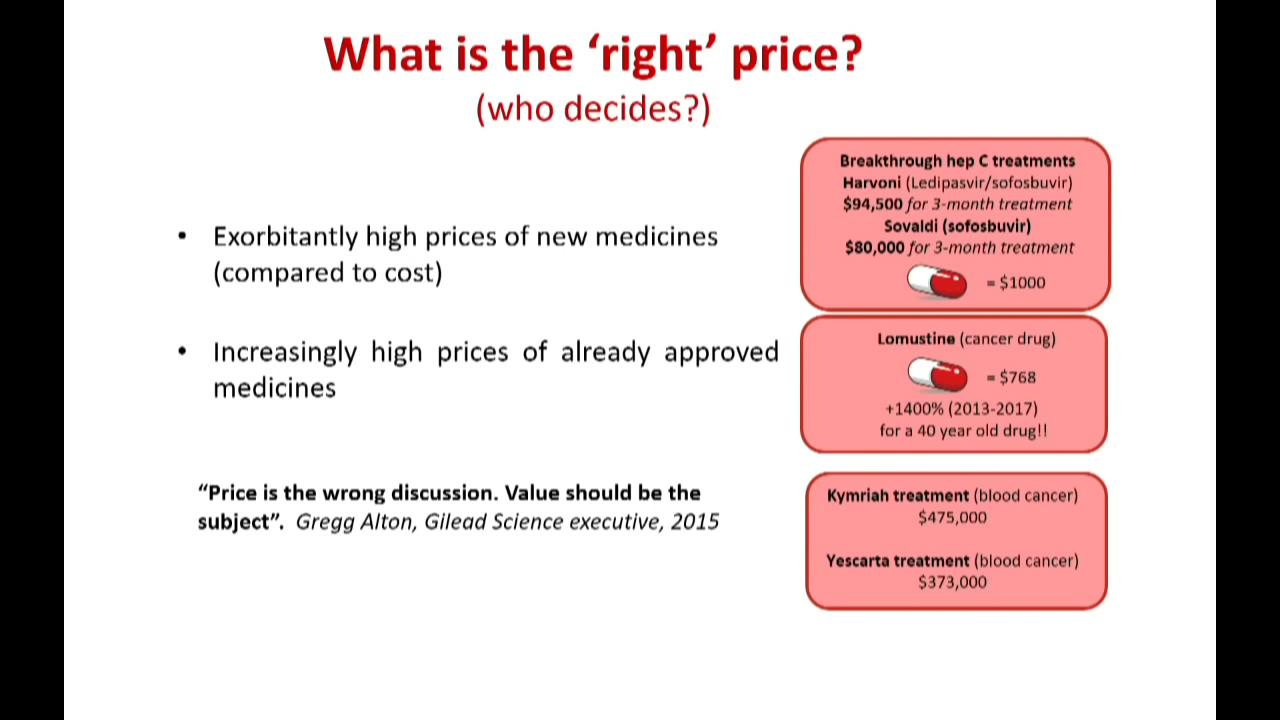 What is the ‘right’ price?
(who decides?)
• Exorbitantly high prices of new medicines
(compared to cost)
• Increasingly high prices of already approved
medicines
“Price is the wrong discussion. Value should be the
subject”. Gregg Alton, Gilead Science executive, 2015
Breakthrough hep C treatments
Harvoni (Ledipasvir/sofosbuvir)
$94,500 for 3-month treatment
Sovaldi (sofosbuvir)
$80,000 for 3-month treatment
= $1000
Lomustine (cancer drug)
= $768
+1400% (2013-2017)
for a 40 year old drug!!
Kymriah treatment (blood cancer)
$475,000
Yescarta treatment (blood cancer)
$373,000